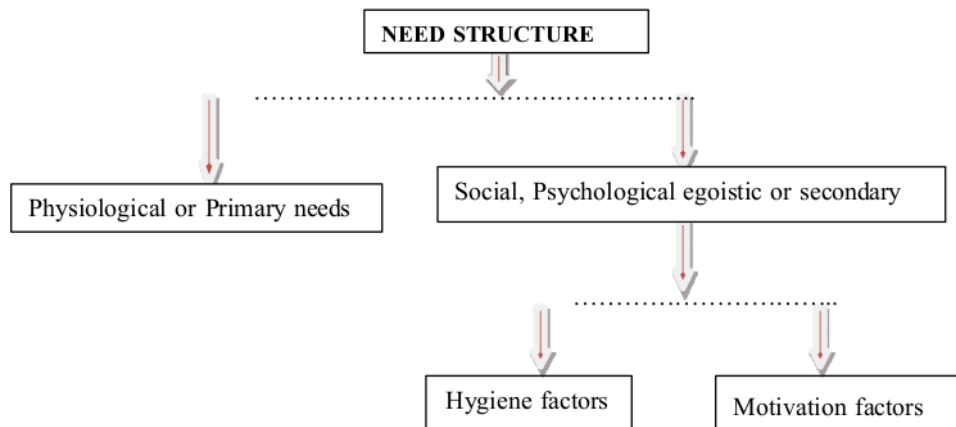 NEED STRUCTURE
Physiological or Primary needs
Social, Psychological egoistic or secondary
Hygiene factors
Motivation factors